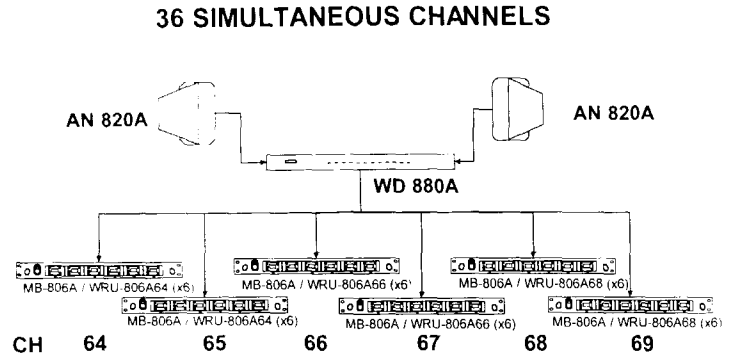 36 SIMULTANEOUS CHANNELS
AN 820A
AN 820A
WD 880A
MB-806A / WRU-806A64 (x6)
MB-806A / WRU-806A66 (x6)
MB-806A / WRU-806A68 (x6)
MB-806A / WRU-806A64 (x6)
MB-806A / WRU-806A66 (x6)
MB-806A / WRU-806A68 (x6)
CH 64 65 66 67 68 69